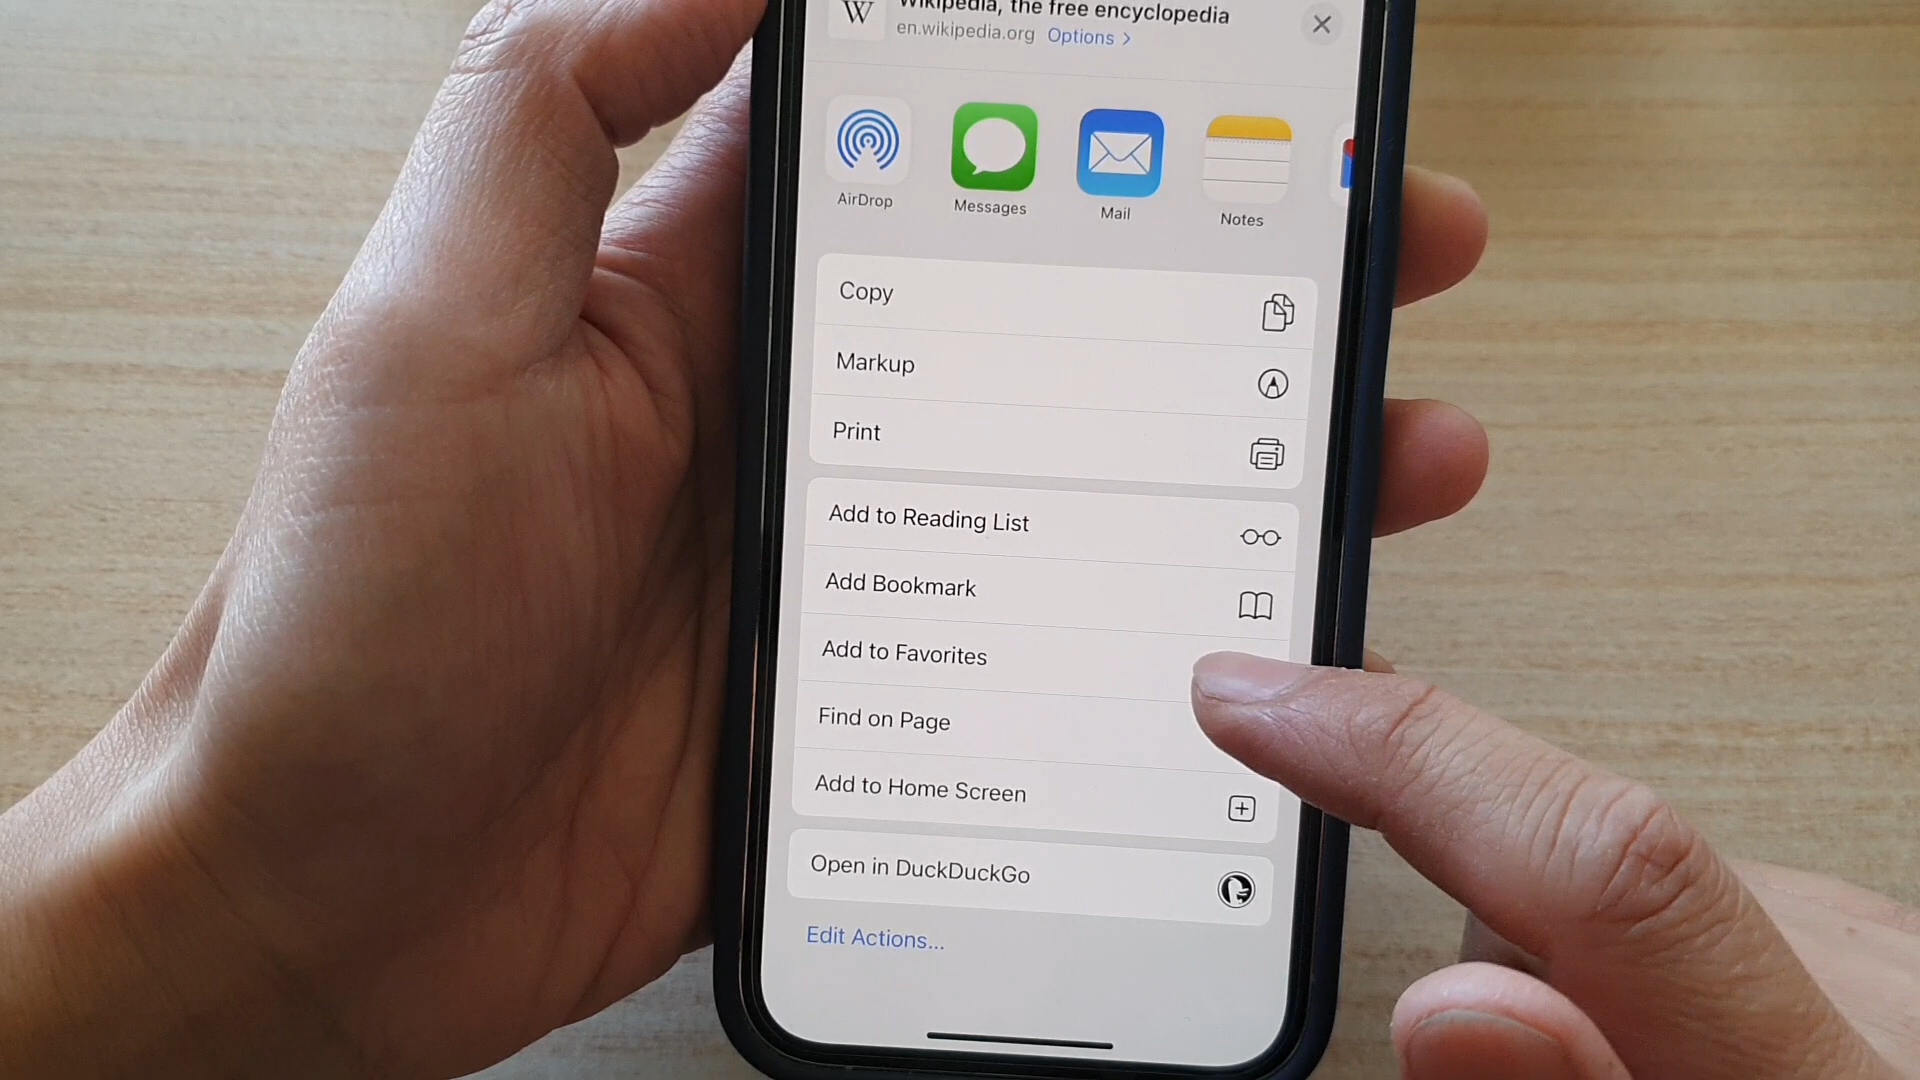 W Wikipedia, the free encyclopedia
en.wikipedia.org Options >
AirDrop
Messages
Mail
Notes
Copy
Markup
Print
Add to Reading List
Add Bookmark
Add to Favorites
Find on Page
Add to Home Screen
Open in DuckDuckGo
Edit Actions...